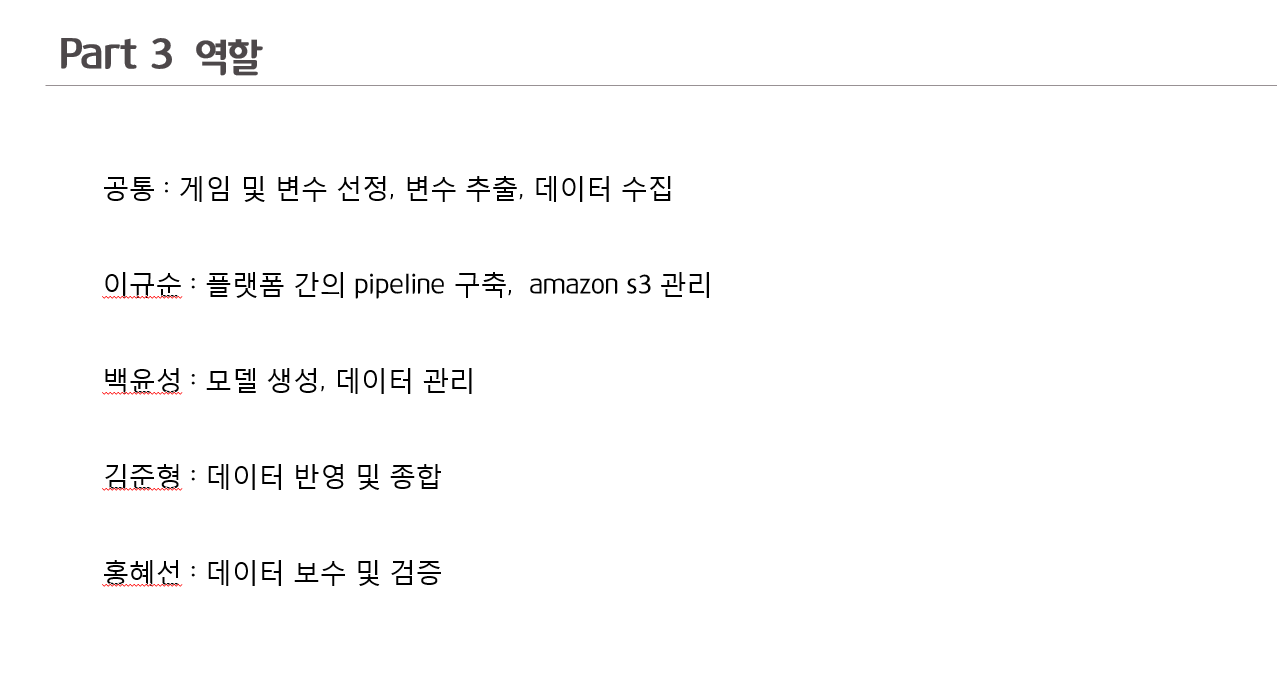 Part 3 역할
공통 : 게임 및 변수 선정, 변수 추출, 데이터 수집
이규순 : 플랫폼 간의 pipeline 구축, amazon s3 관리
백윤성 : 모델 생성, 데이터 관리
김준형 : 데이터 반영 및 종합
홍혜선 : 데이터 보수 및 검증